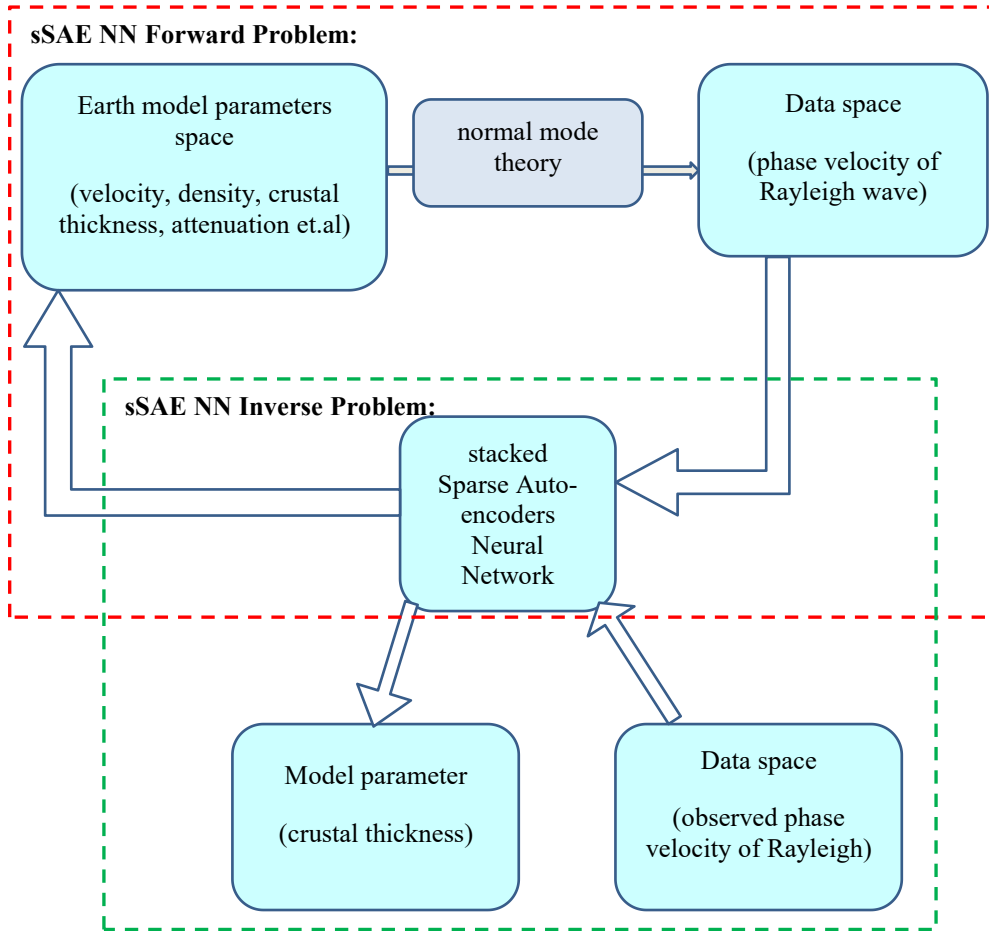 sSAE NN Forward Problem:
Earth model parameters
space
(velocity, density, crustal
thickness, attenuation et.al)
normal mode
theory
Data space
(phase velocity of
Rayleigh wave)
sSAE NN Inverse Problem:
stacked
Sparse Auto-
encoders
Neural
Network
Model parameter
(crustal thickness)
Data space
(observed phase
velocity of Rayleigh)